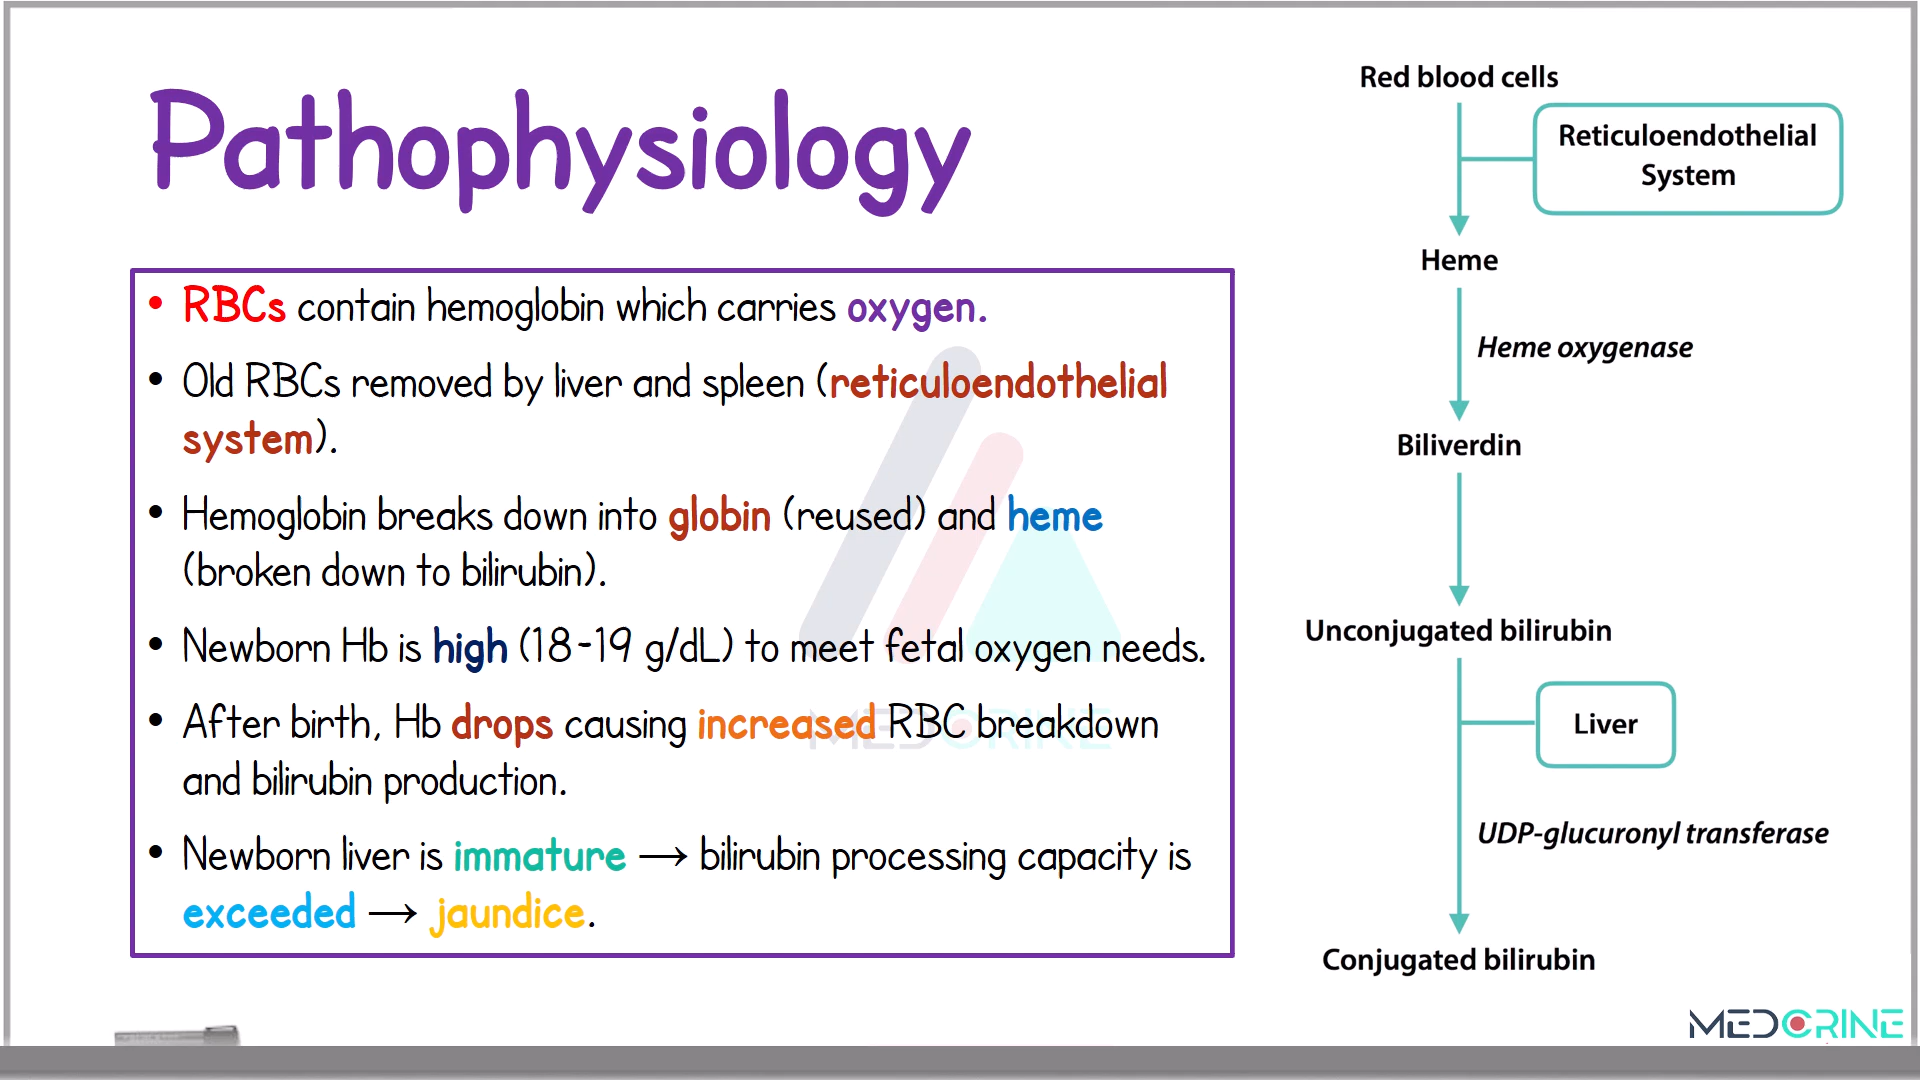 Pathophysiology
• RBCs contain hemoglobin which carries oxygen.
• Old RBCs removed by liver and spleen (reticuloendothelial
system).
• Hemoglobin breaks down into globin (reused) and heme
(broken down to bilirubin).
• Newborn Hb is high (18-19 g/dL) to meet fetal oxygen needs.
• After birth, Hb drops causing increased RBC breakdown
and bilirubin production.
• Newborn liver is immature → bilirubin processing capacity is
exceeded → jaundice.
MEDCRINE
Red blood cells
Reticuloendothelial
System
Heme
Heme oxygenase
Biliverdin
Unconjugated bilirubin
Liver
UDP-glucuronyl transferase
Conjugated bilirubin
MEDCRINE